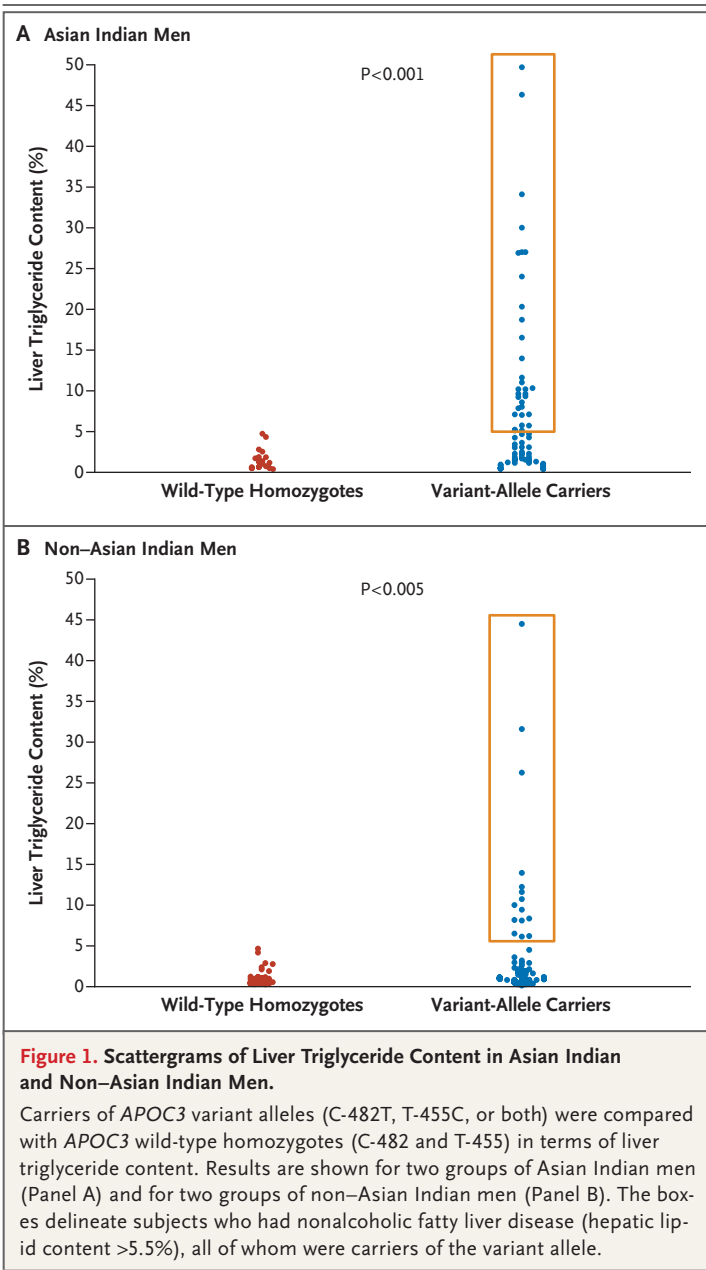 A Asian Indian Men
50
45
40
35
30
25
20
15
10
5
0
Liver Triglyceride Content (%)
P<0.001
Wild-Type Homozygotes
Variant-Allele Carriers
B Non–Asian Indian Men
50
45
40
35
30
25
20
15
10
5
0
Liver Triglyceride Content (%)
P<0.005
Wild-Type Homozygotes
Variant-Allele Carriers
Figure 1. Scattergrams of Liver Triglyceride Content in Asian Indian
and Non–Asian Indian Men.
Carriers of APOC3 variant alleles (C-482T, T-455C, or both) were compared
with APOC3 wild-type homozygotes (C-482 and T-455) in terms of liver
triglyceride content. Results are shown for two groups of Asian Indian men
(Panel A) and for two groups of non–Asian Indian men (Panel B). The box-
es delineate subjects who had nonalcoholic fatty liver disease (hepatic lip-
id content >5.5%), all of whom were carriers of the variant allele.